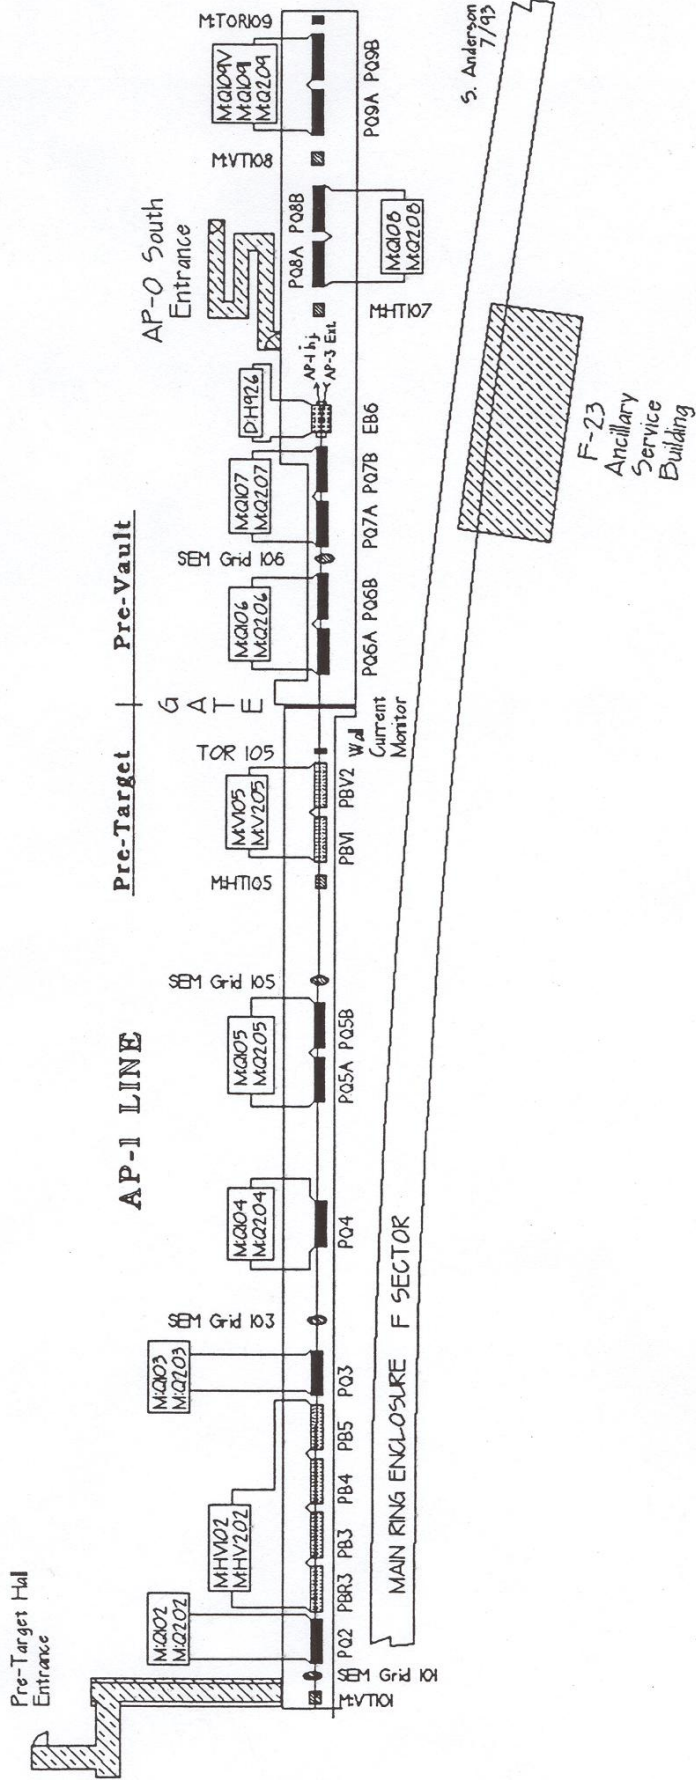 Pre-Target Hall
Entrance
AP-1 LINE
Pre-Target
Pre-Vault
G A T E
AP-0 South
Entrance
S. Anderson
7/93
M:Q102
M:Q202
M:HV102
M:HV202
M:Q103
M:Q203
SEM Grid 103
M:Q104
M:Q204
M:Q105
M:Q205
SEM Grid 105
M:HT105
M:V105
M:V205
TOR 105
M:Q106
M:Q206
SEM Grid 106
M:Q107
M:Q207
D:H926
AP-1 Inj.
AP-3 Ext.
M:VT108
M:Q109V
M:Q109
M:Q209
M:TOR109
M:VT101
SEM Grid 101
PQ2
PBR3
PB3
PB4
PB5
PQ3
PQ4
PQ5A
PQ5B
PBV1
PBV2
Wall
Current
Monitor
PQ6A
PQ6B
PQ7A
PQ7B
EB6
M:HT107
PQ8A
PQ8B
M:Q108
M:Q208
PQ9A
PQ9B
MAIN RING ENCLOSURE F SECTOR
F-23
Ancillary
Service
Building